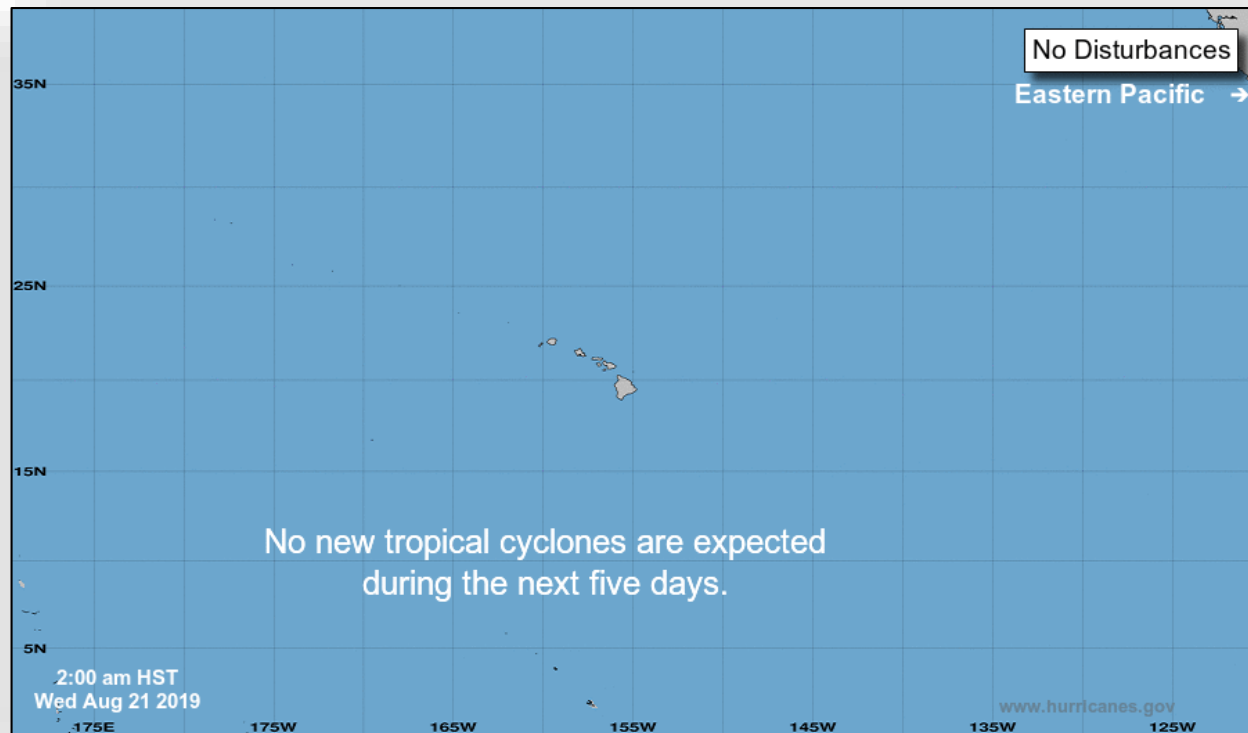 No Disturbances
35N
Eastern Pacific →
25N
15N
No new tropical cyclones are expected
during the next five days.
5N
2:00 am HST
Wed Aug 21 2019
www.hurricanes.gov
175E 175W 165W 155W 145W 135W 125W